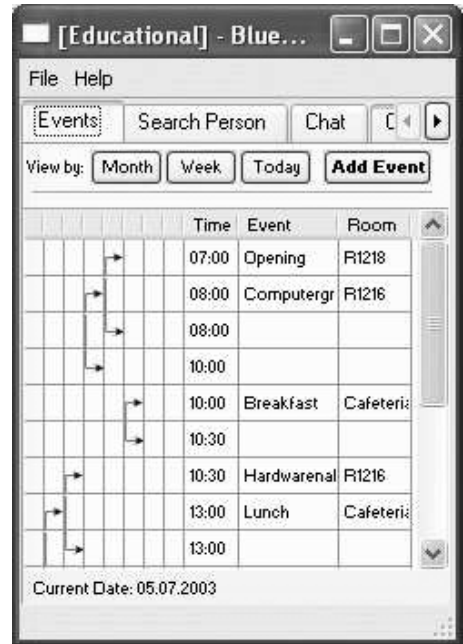 [Educational] - Blue...
File Help
Events Search Person Chat
View by: Month Week Today Add Event
Time Event Room
07:00 Opening R1218
08:00 Computergr R1216
08:00
10:00
10:00 Breakfast Cafeteria
10:30
10:30 Hardwarenal R1216
13:00 Lunch Cafeteria
13:00
Current Date: 05.07.2003